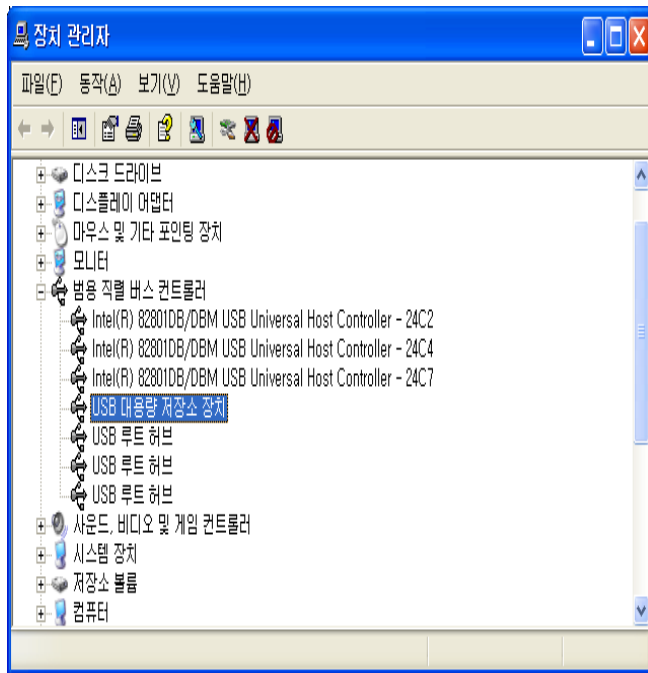 장치 관리자
파일(F) 동작(A) 보기(V) 도움말(H)
디스크 드라이브
디스플레이 어댑터
마우스 및 기타 포인팅 장치
모니터
범용 직렬 버스 컨트롤러
Intel(R) 82801DB/DBM USB Universal Host Controller - 24C2
Intel(R) 82801DB/DBM USB Universal Host Controller - 24C4
Intel(R) 82801DB/DBM USB Universal Host Controller - 24C7
USB 대용량 저장소 장치
USB 루트 허브
USB 루트 허브
USB 루트 허브
사운드, 비디오 및 게임 컨트롤러
시스템 장치
저장소 볼륨
컴퓨터